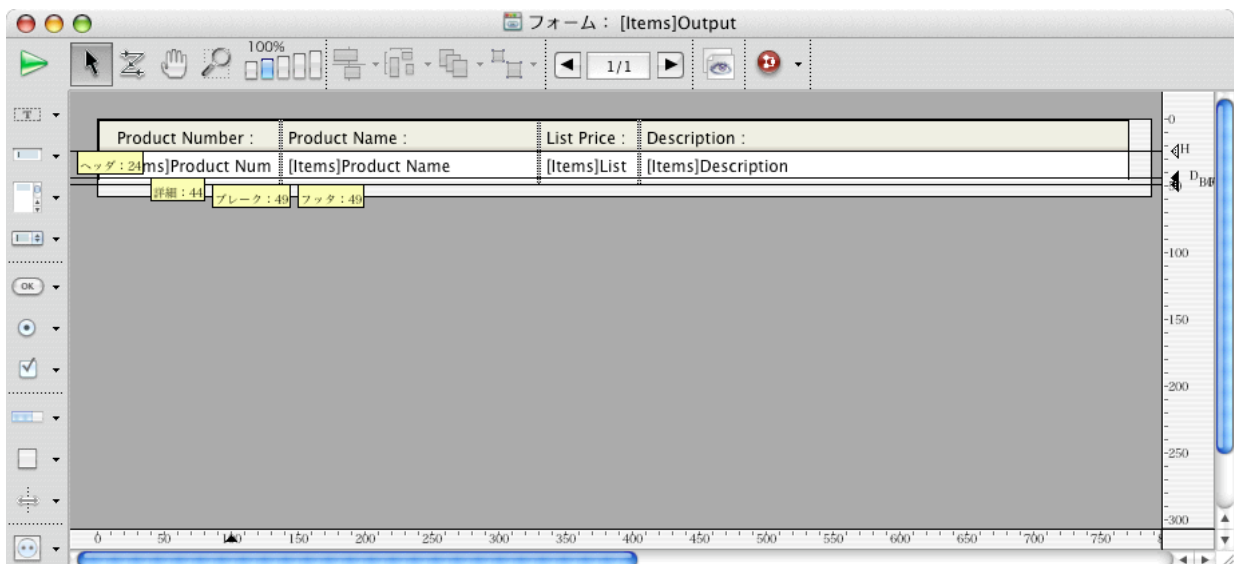 フォーム： [Items]Output
100%
1/1
T
OK
Product Number : Product Name : List Price : Description :
ヘッダ：24 ms]Product Num [Items]Product Name [Items]List [Items]Description
詳細：44 ブレーク：49 フッタ：49
H
D
0
50
100
150
200
250
300
0 50 100 150 200 250 300 350 400 450 500 550 600 650 700 750